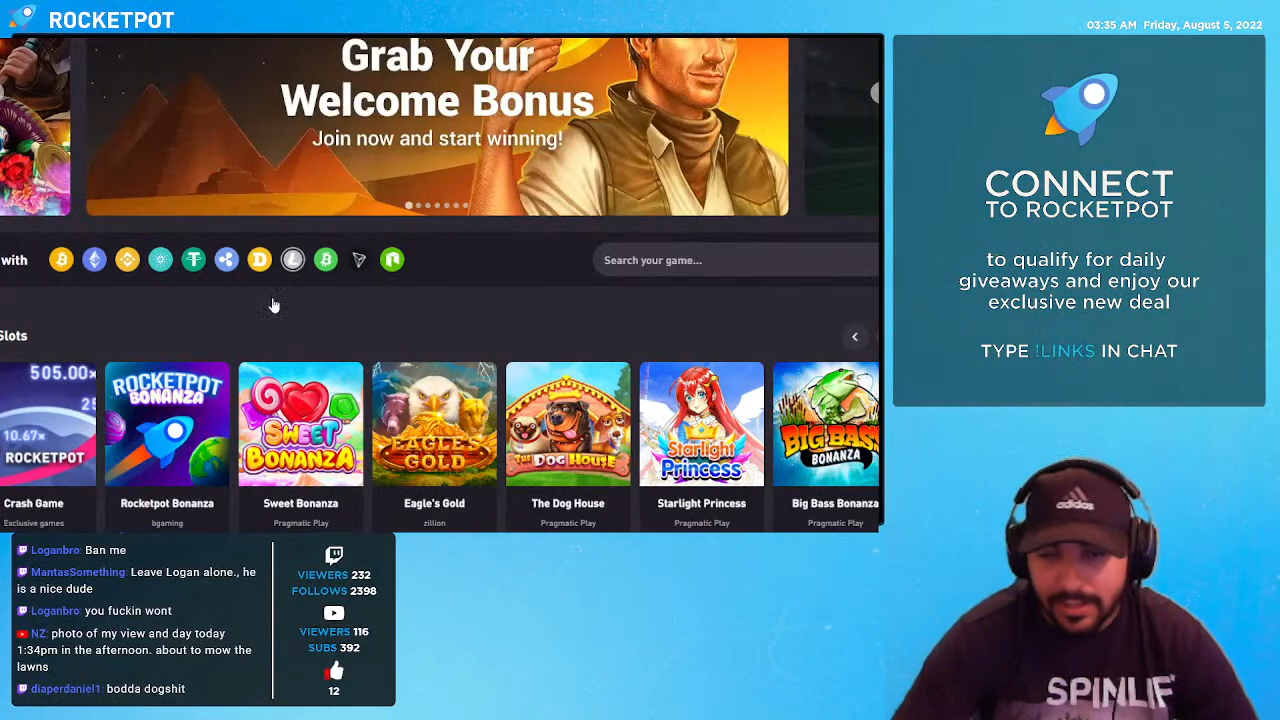 ROCKETPOT
03:35 AM Friday, August 5, 2022
Grab Your
Welcome Bonus
Join now and start winning!
with
Search your game...
Slots
505.00×
25
10.67×
ROCKETPOT
ROCKETPOT
BONANZA
SWEET
BONANZA
EAGLES
GOLD
THE DOG HOUSE
Starlight
Princess
BIG BASS
BONANZA
Crash Game
Rocketpot Bonanza
Sweet Bonanza
Eagle's Gold
The Dog House
Starlight Princess
Big Bass Bonanza
Exclusive games
bgaming
Pragmatic Play
zillion
Pragmatic Play
Pragmatic Play
Pragmatic Play
CONNECT
TO ROCKETPOT
to qualify for daily
giveaways and enjoy our
exclusive new deal
TYPE !LINKS IN CHAT
Loganbro: Ban me
MantasSomething: Leave Logan alone., he
is a nice dude
Loganbro: you fuckin wont
NZ: photo of my view and day today
1:34pm in the afternoon. about to mow the
lawns
diaperdaniel1: bodda dogshit
VIEWERS 232
FOLLOWS 2398
VIEWERS 116
SUBS 392
12
adidas
SPINLIF